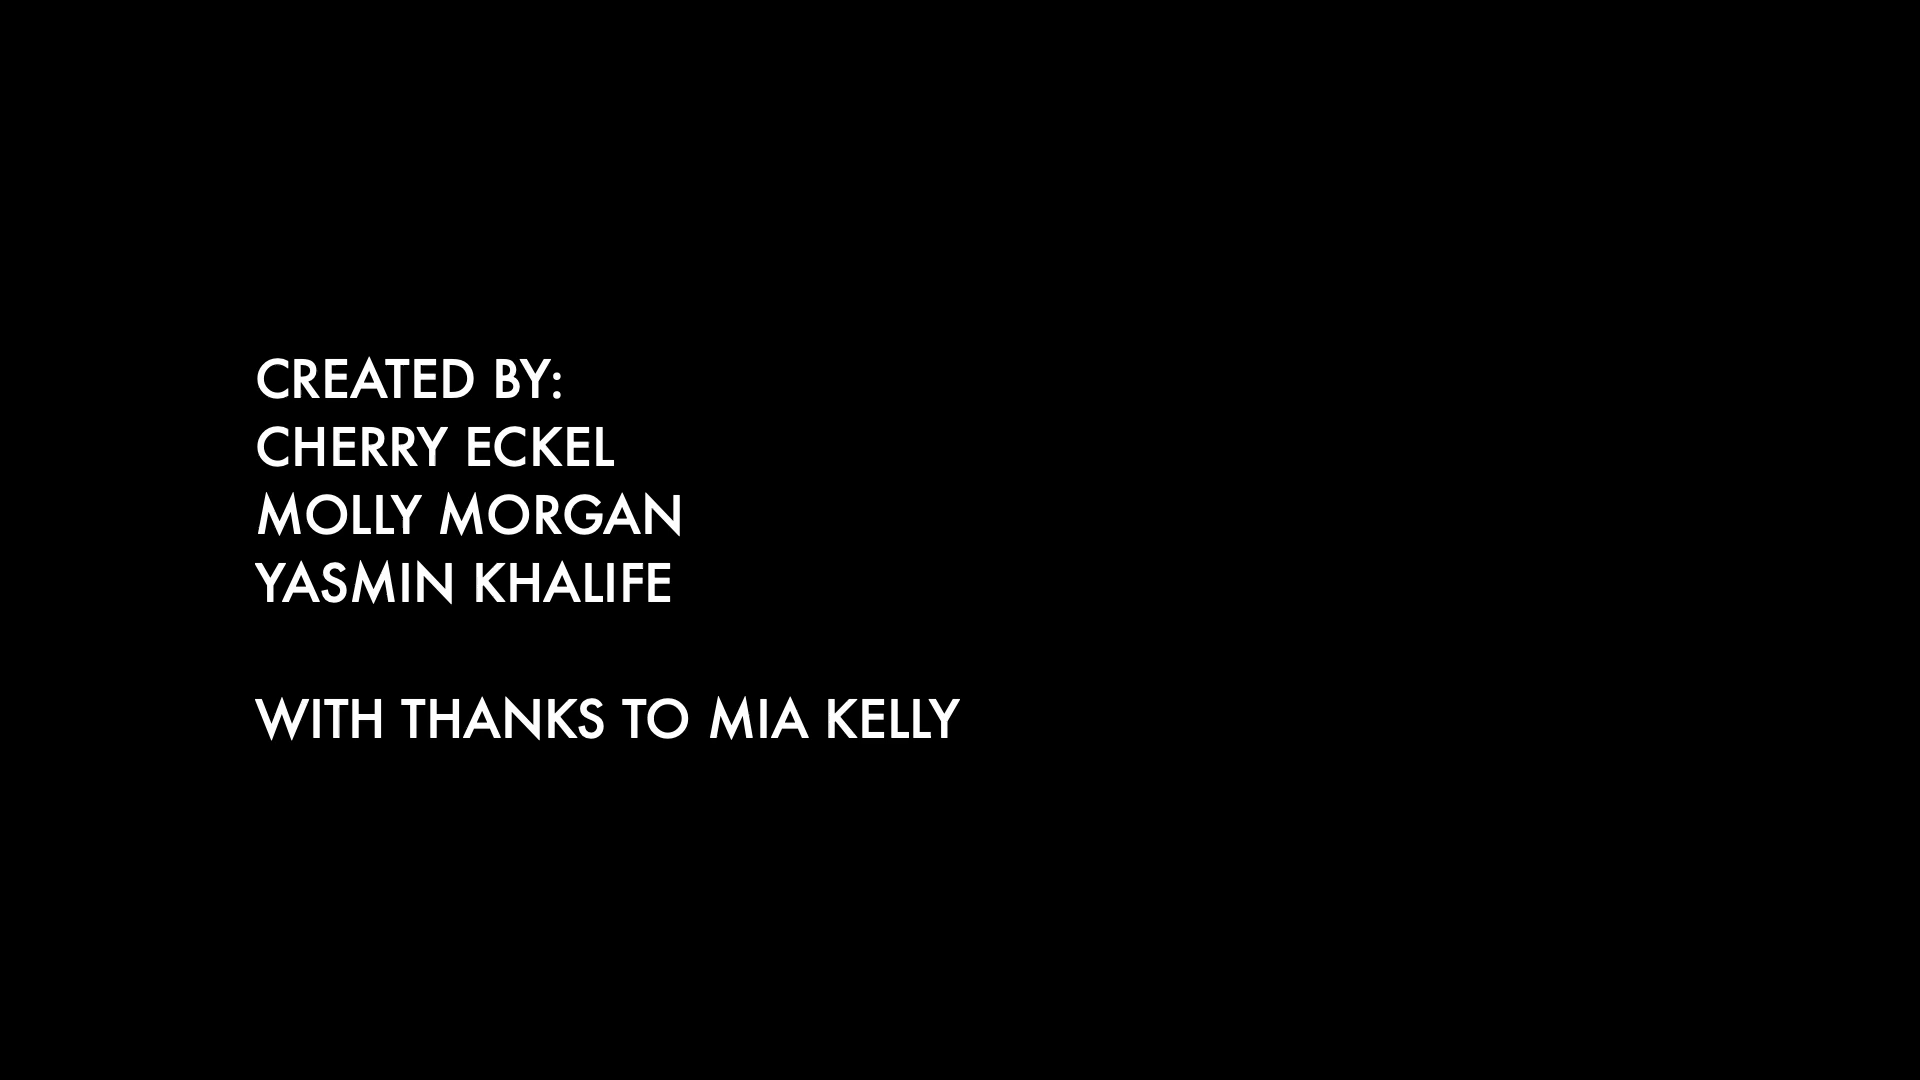 CREATED BY:
CHERRY ECKEL
MOLLY MORGAN
YASMIN KHALIFE
WITH THANKS TO MIA KELLY